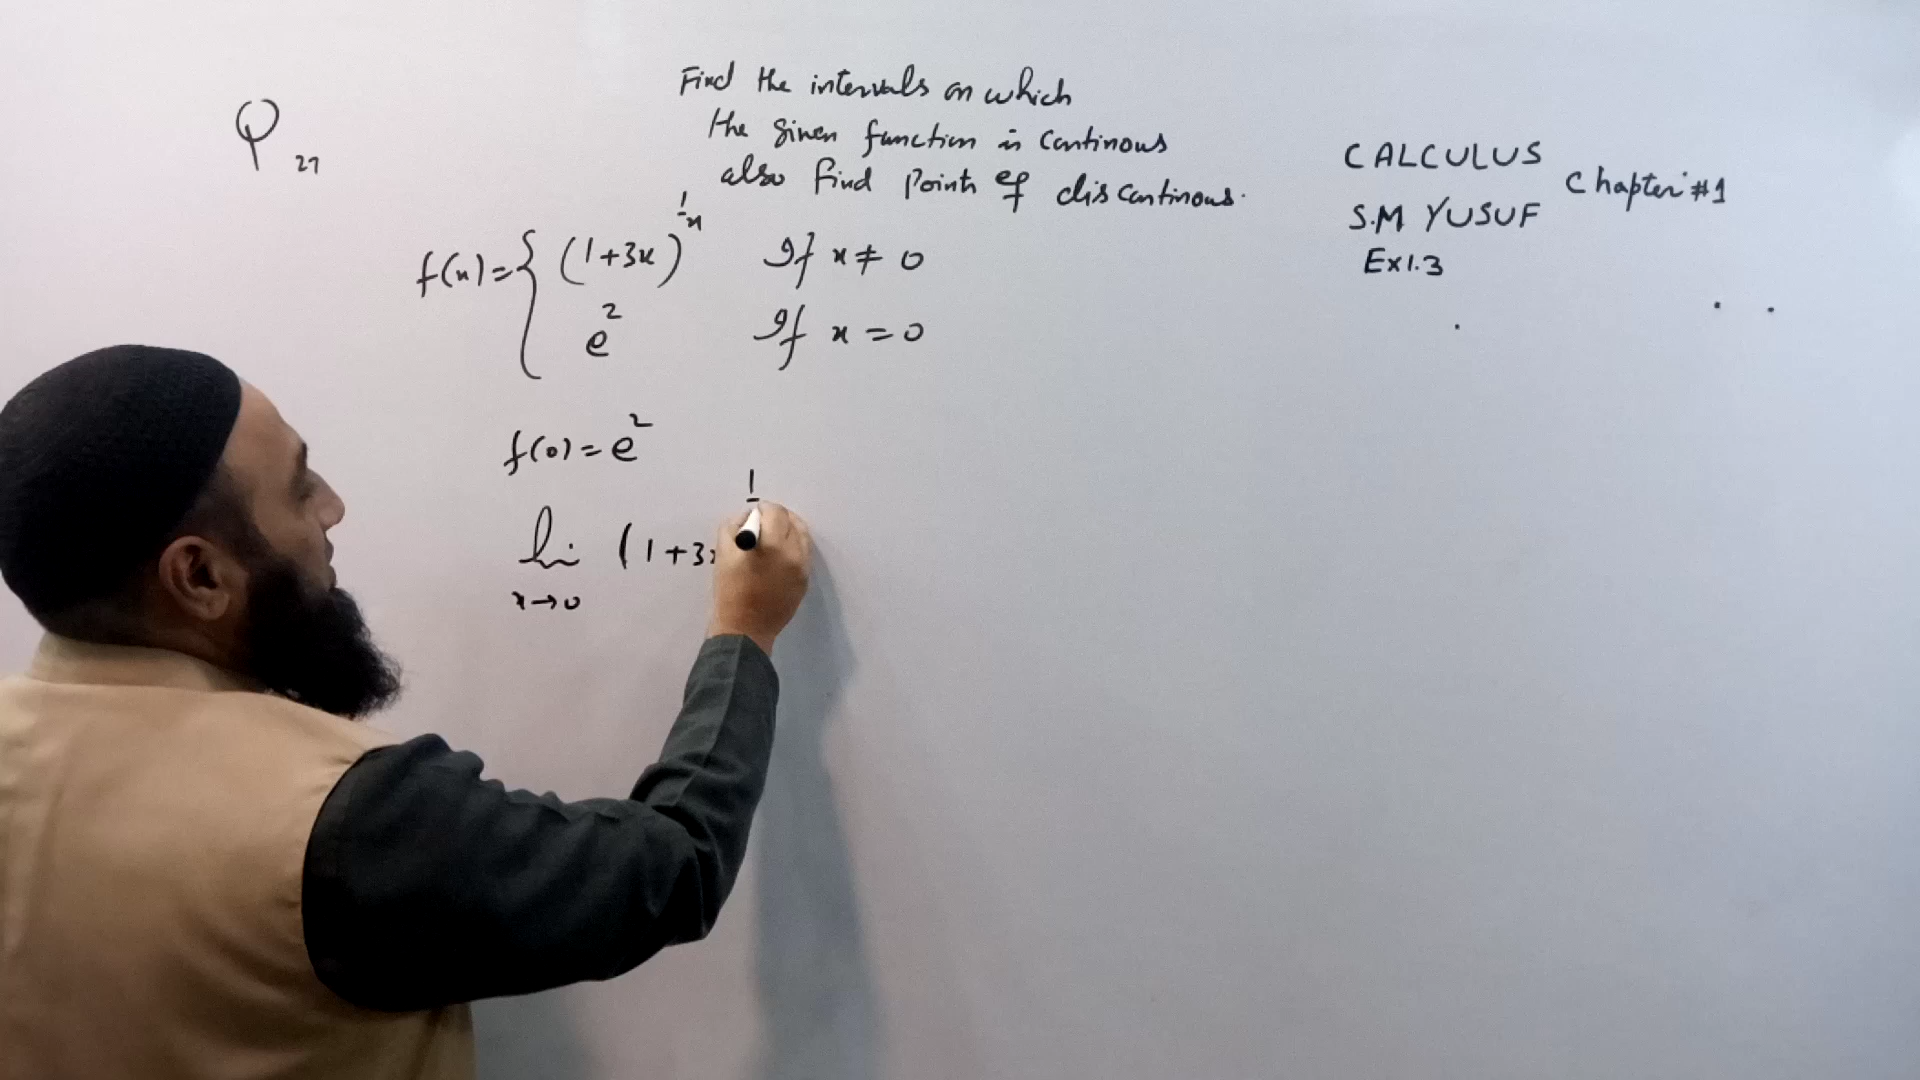 Q 27
Find the intervals on which
the given function is Continous
also find Points of discontinous.
CALCULUS
Chapter #1
S.M YUSUF
Ex1.3
f(x) = { (1+3x)^1/x If x ≠ 0
e^2 If x = 0
f(0) = e^2
lim (1+3x 1
x→0